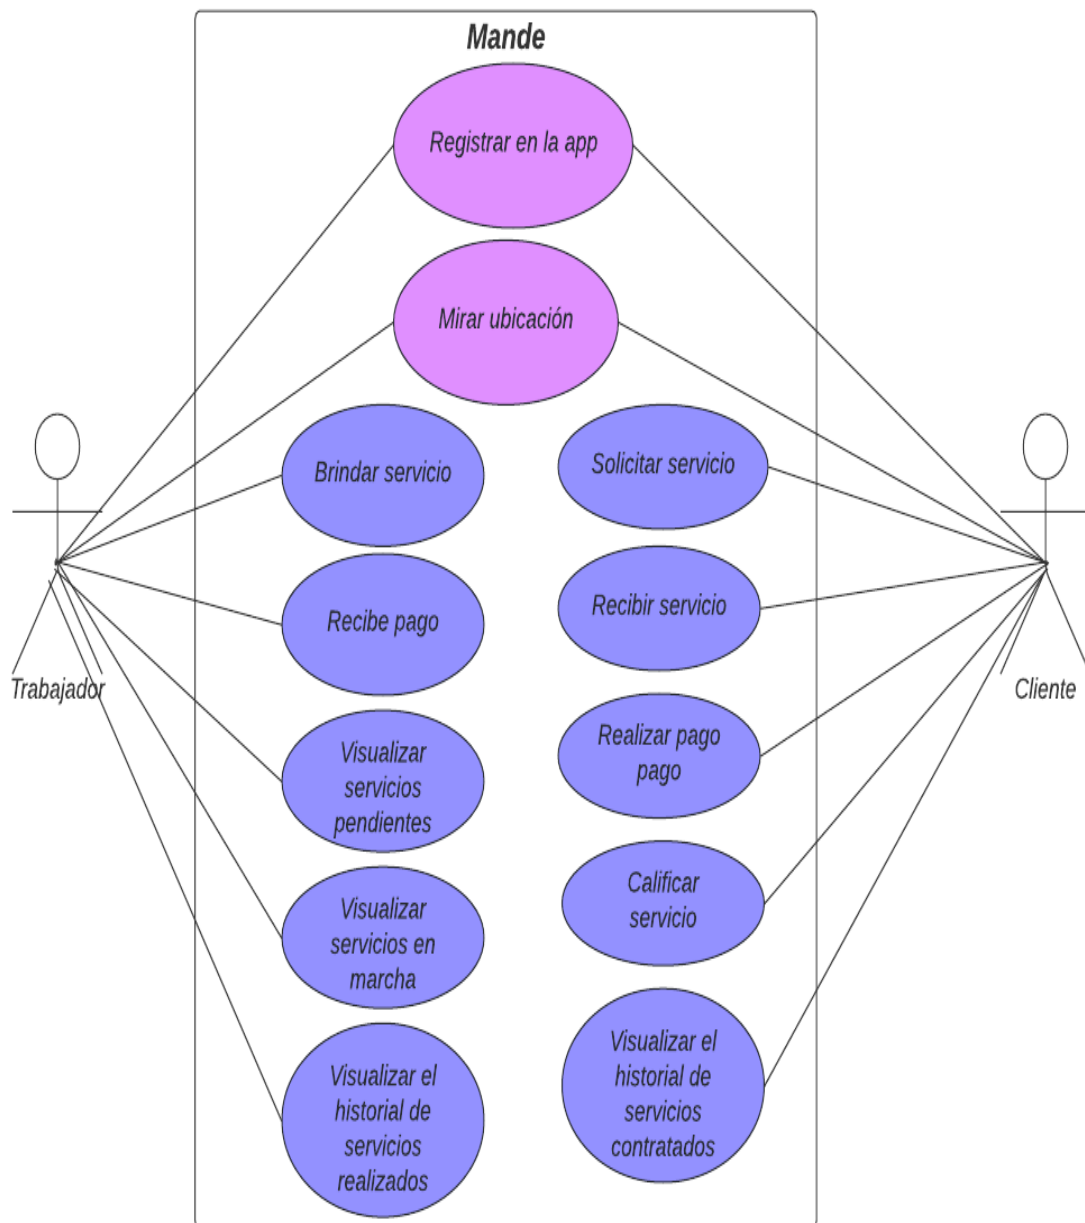 Mande
Registrar en la app
Mirar ubicación
Brindar servicio
Solicitar servicio
Recibe pago
Recibir servicio
Trabajador
Cliente
Visualizar
servicios
pendientes
Realizar pago
pago
Visualizar
servicios en
marcha
Calificar
servicio
Visualizar el
historial de
servicios
realizados
Visualizar el
historial de
servicios
contratados